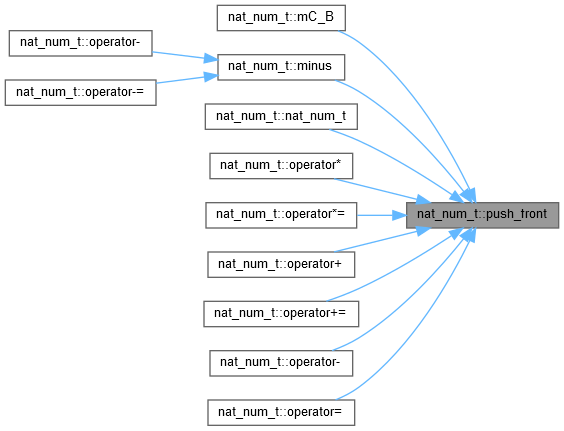 nat_num_t::mC_B
nat_num_t::operator-
nat_num_t::minus
nat_num_t::operator-=
nat_num_t::nat_num_t
nat_num_t::operator*
nat_num_t::push_front
nat_num_t::operator*=
nat_num_t::operator+
nat_num_t::operator+=
nat_num_t::operator-
nat_num_t::operator=